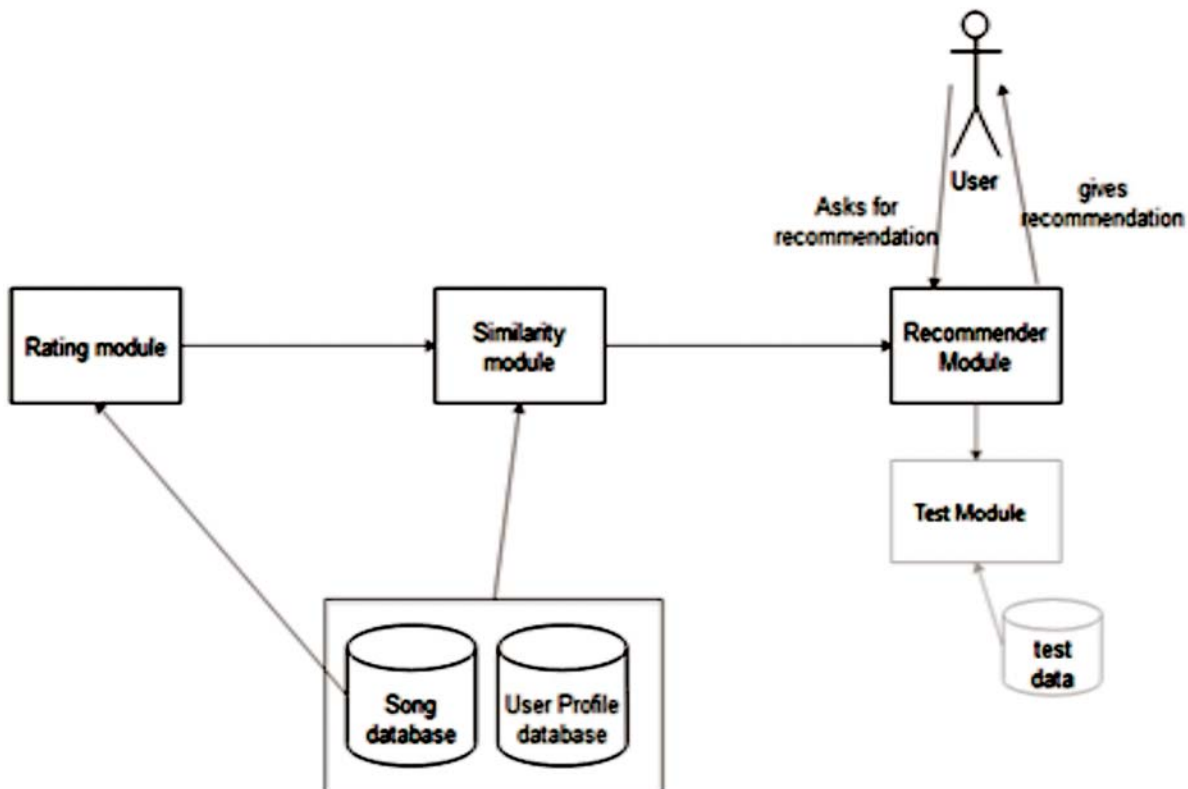 User
Asks for
recommendation
gives
recommendation
Rating module
Similarity
module
Recommender
Module
Test Module
Song
database
User Profile
database
test
data